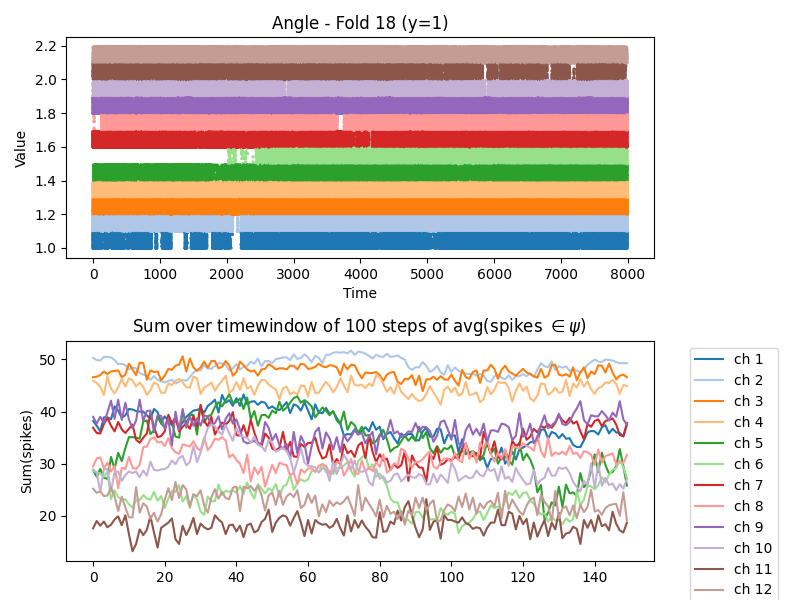 Angle - Fold 18 (y=1)
2.2
2.0
1.8
1.6
1.4
1.2
1.0
Value
0 1000 2000 3000 4000 5000 6000 7000 8000
Time
Sum over timewindow of 100 steps of avg(spikes ∈ ψ)
50
40
30
20
Sum(spikes)
0 20 40 60 80 100 120 140
ch 1
ch 2
ch 3
ch 4
ch 5
ch 6
ch 7
ch 8
ch 9
ch 10
ch 11
ch 12